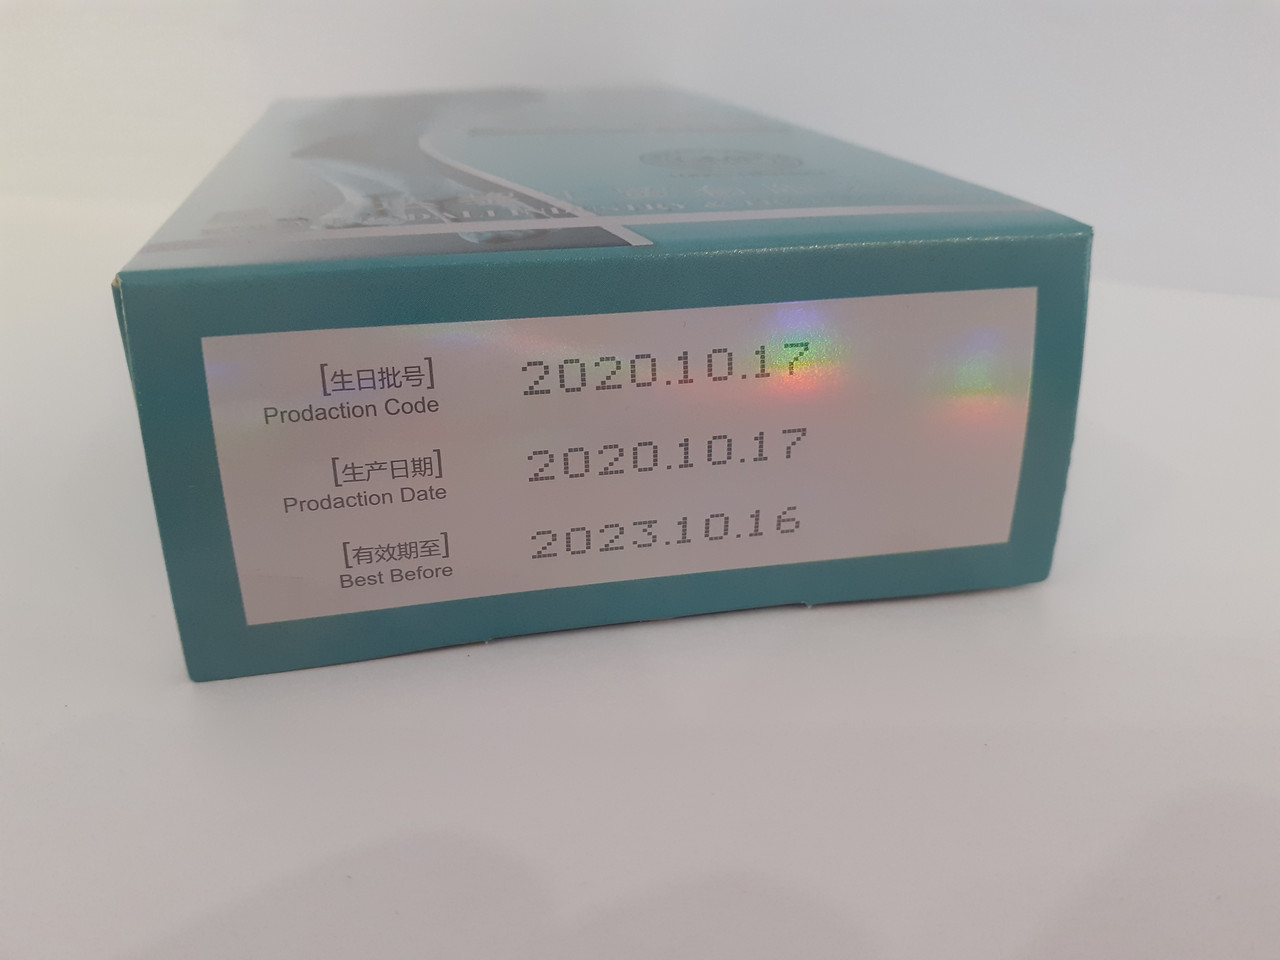 [生日批号] 2020.10.17
Prodaction Code
[生产日期] 2020.10.17
Prodaction Date
[有效期至] 2023.10.16
Best Before